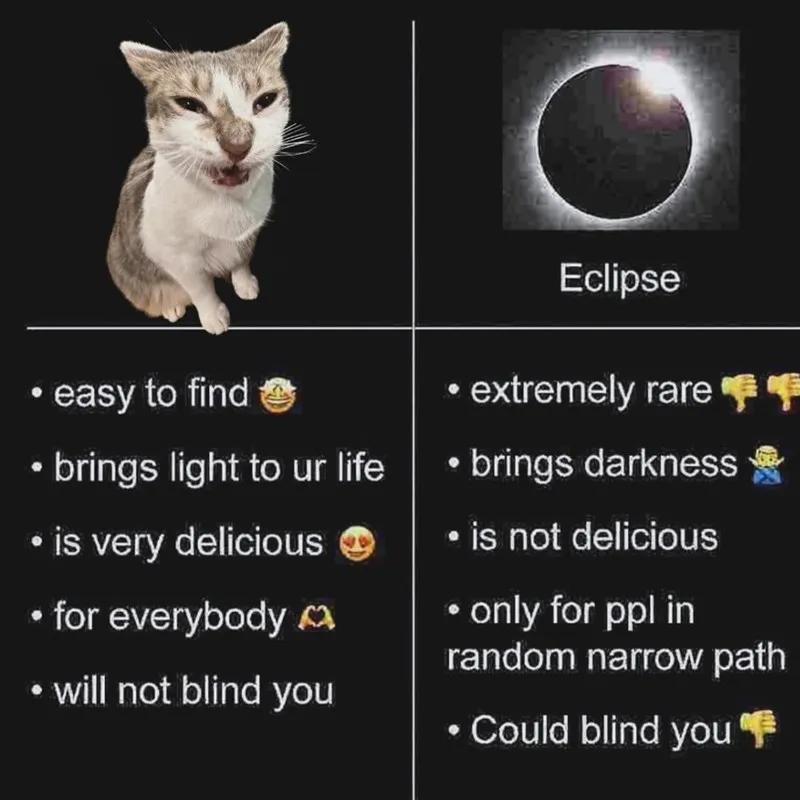 Eclipse
• easy to find 🤩
• brings light to ur life
• is very delicious 😍
• for everybody 🫶
• will not blind you
• extremely rare 👎👎
• brings darkness 🙅‍♂️
• is not delicious
• only for ppl in
random narrow path
• Could blind you 👎